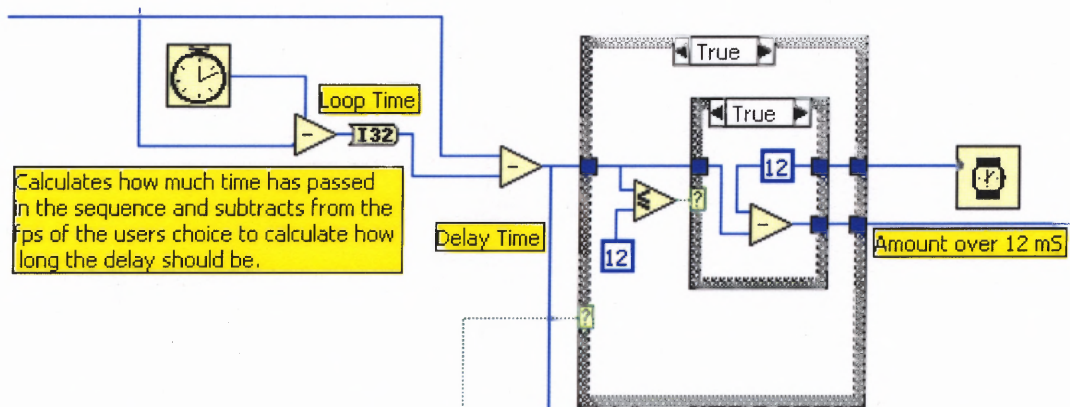 True
True
Loop Time
I32
12
Calculates how much time has passed
in the sequence and subtracts from the
fps of the users choice to calculate how
long the delay should be.
Delay Time
12
Amount over 12 mS
?
?